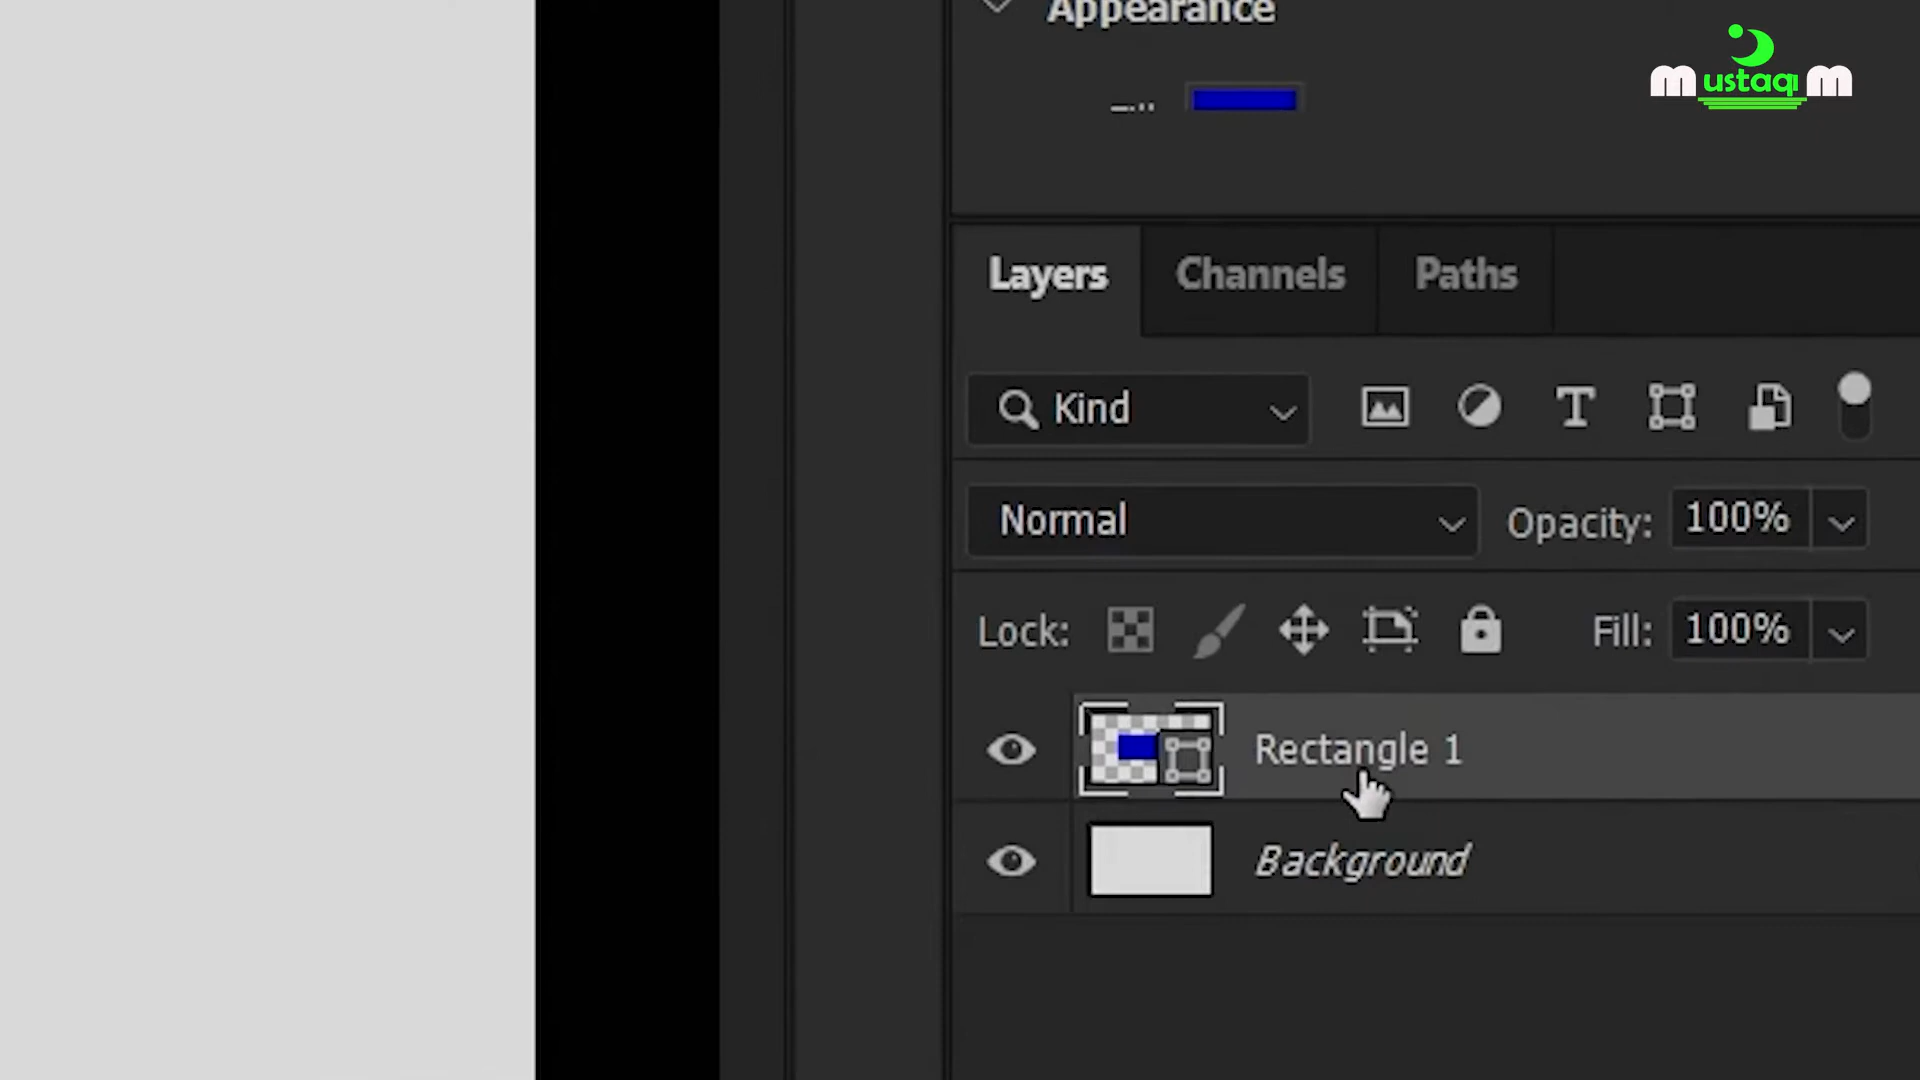 Appearance
mustaqim
Layers Channels Paths
Kind
Normal Opacity: 100%
Lock: Fill: 100%
Rectangle 1
Background